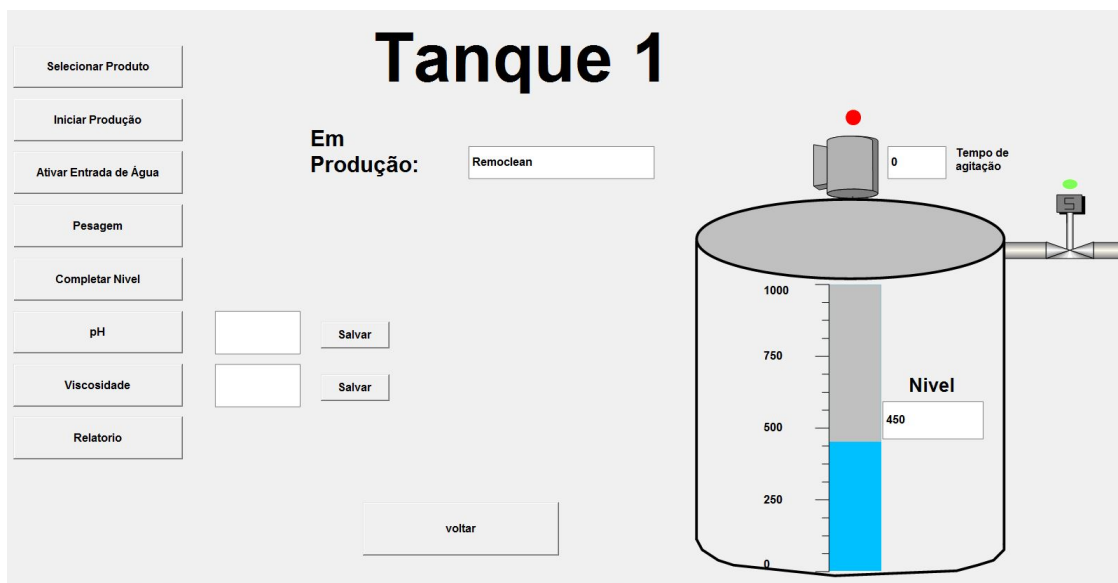 Tanque 1
Selecionar Produto
Iniciar Produção
Ativar Entrada de Água
Pesagem
Completar Nivel
pH
Salvar
Viscosidade
Salvar
Relatorio
Em
Produção:
Remoclean
voltar
0
Tempo de
agitação
S
1000
750
500
250
0
Nivel
450